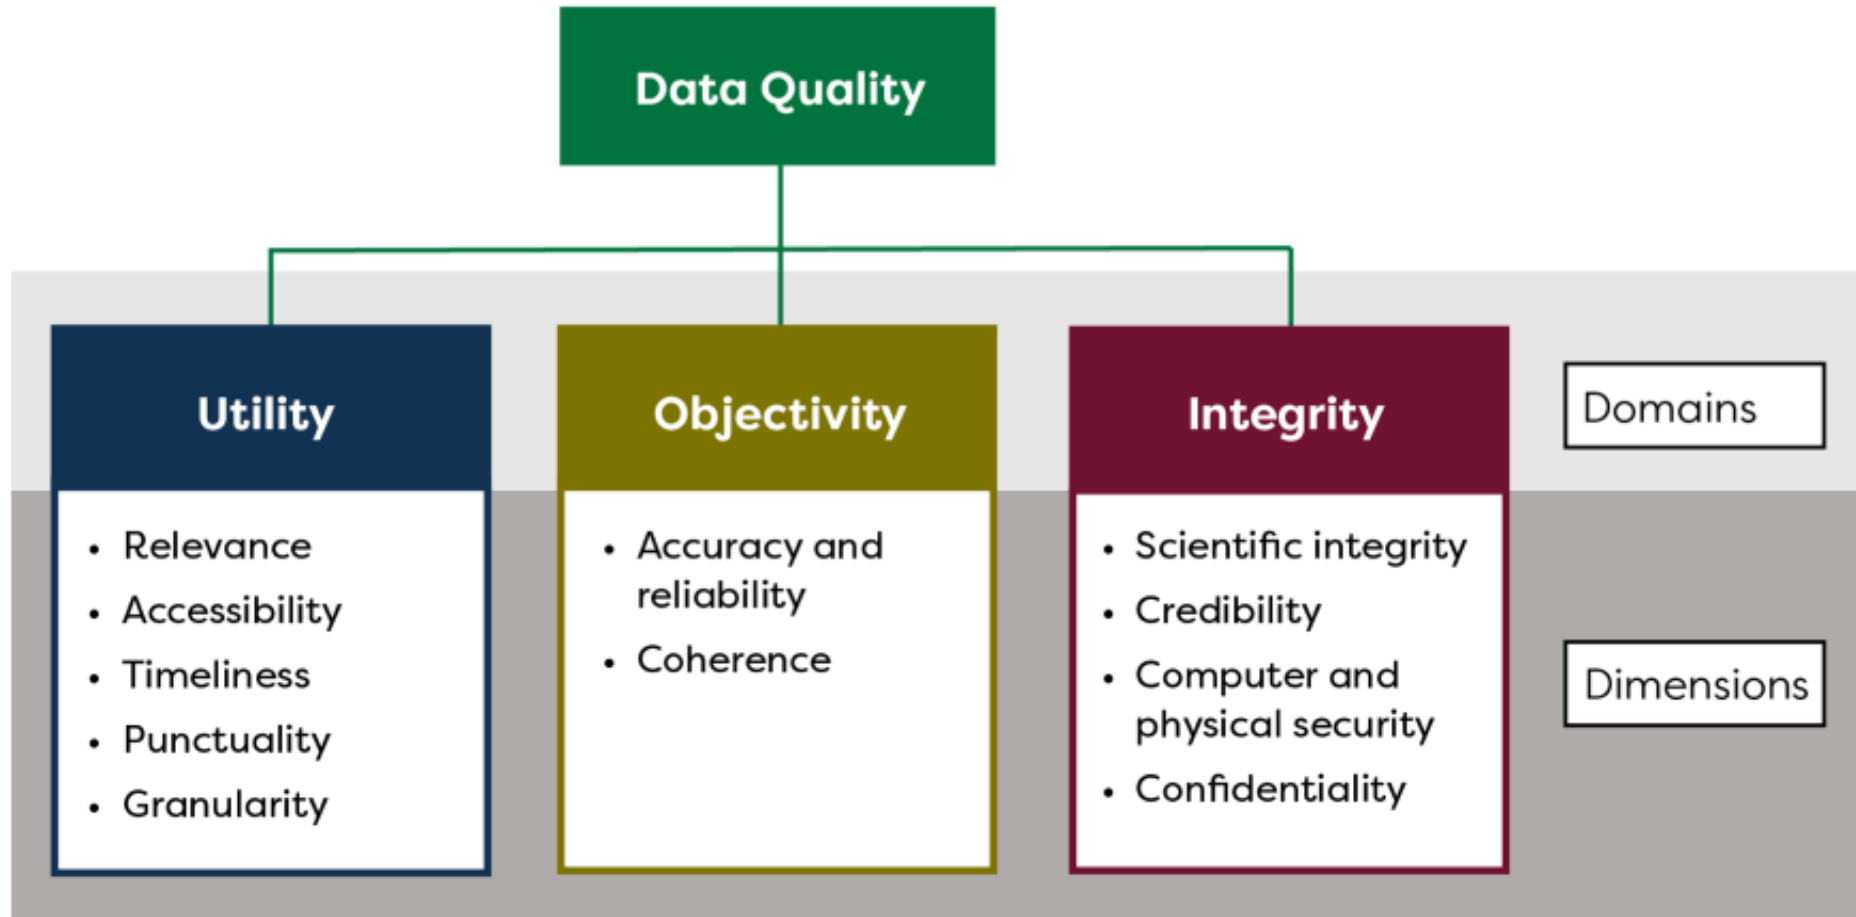 Data Quality
Utility
Objectivity
Integrity
Domains
• Relevance
• Accessibility
• Timeliness
• Punctuality
• Granularity
• Accuracy and
reliability
• Coherence
• Scientific integrity
• Credibility
• Computer and
physical security
• Confidentiality
Dimensions